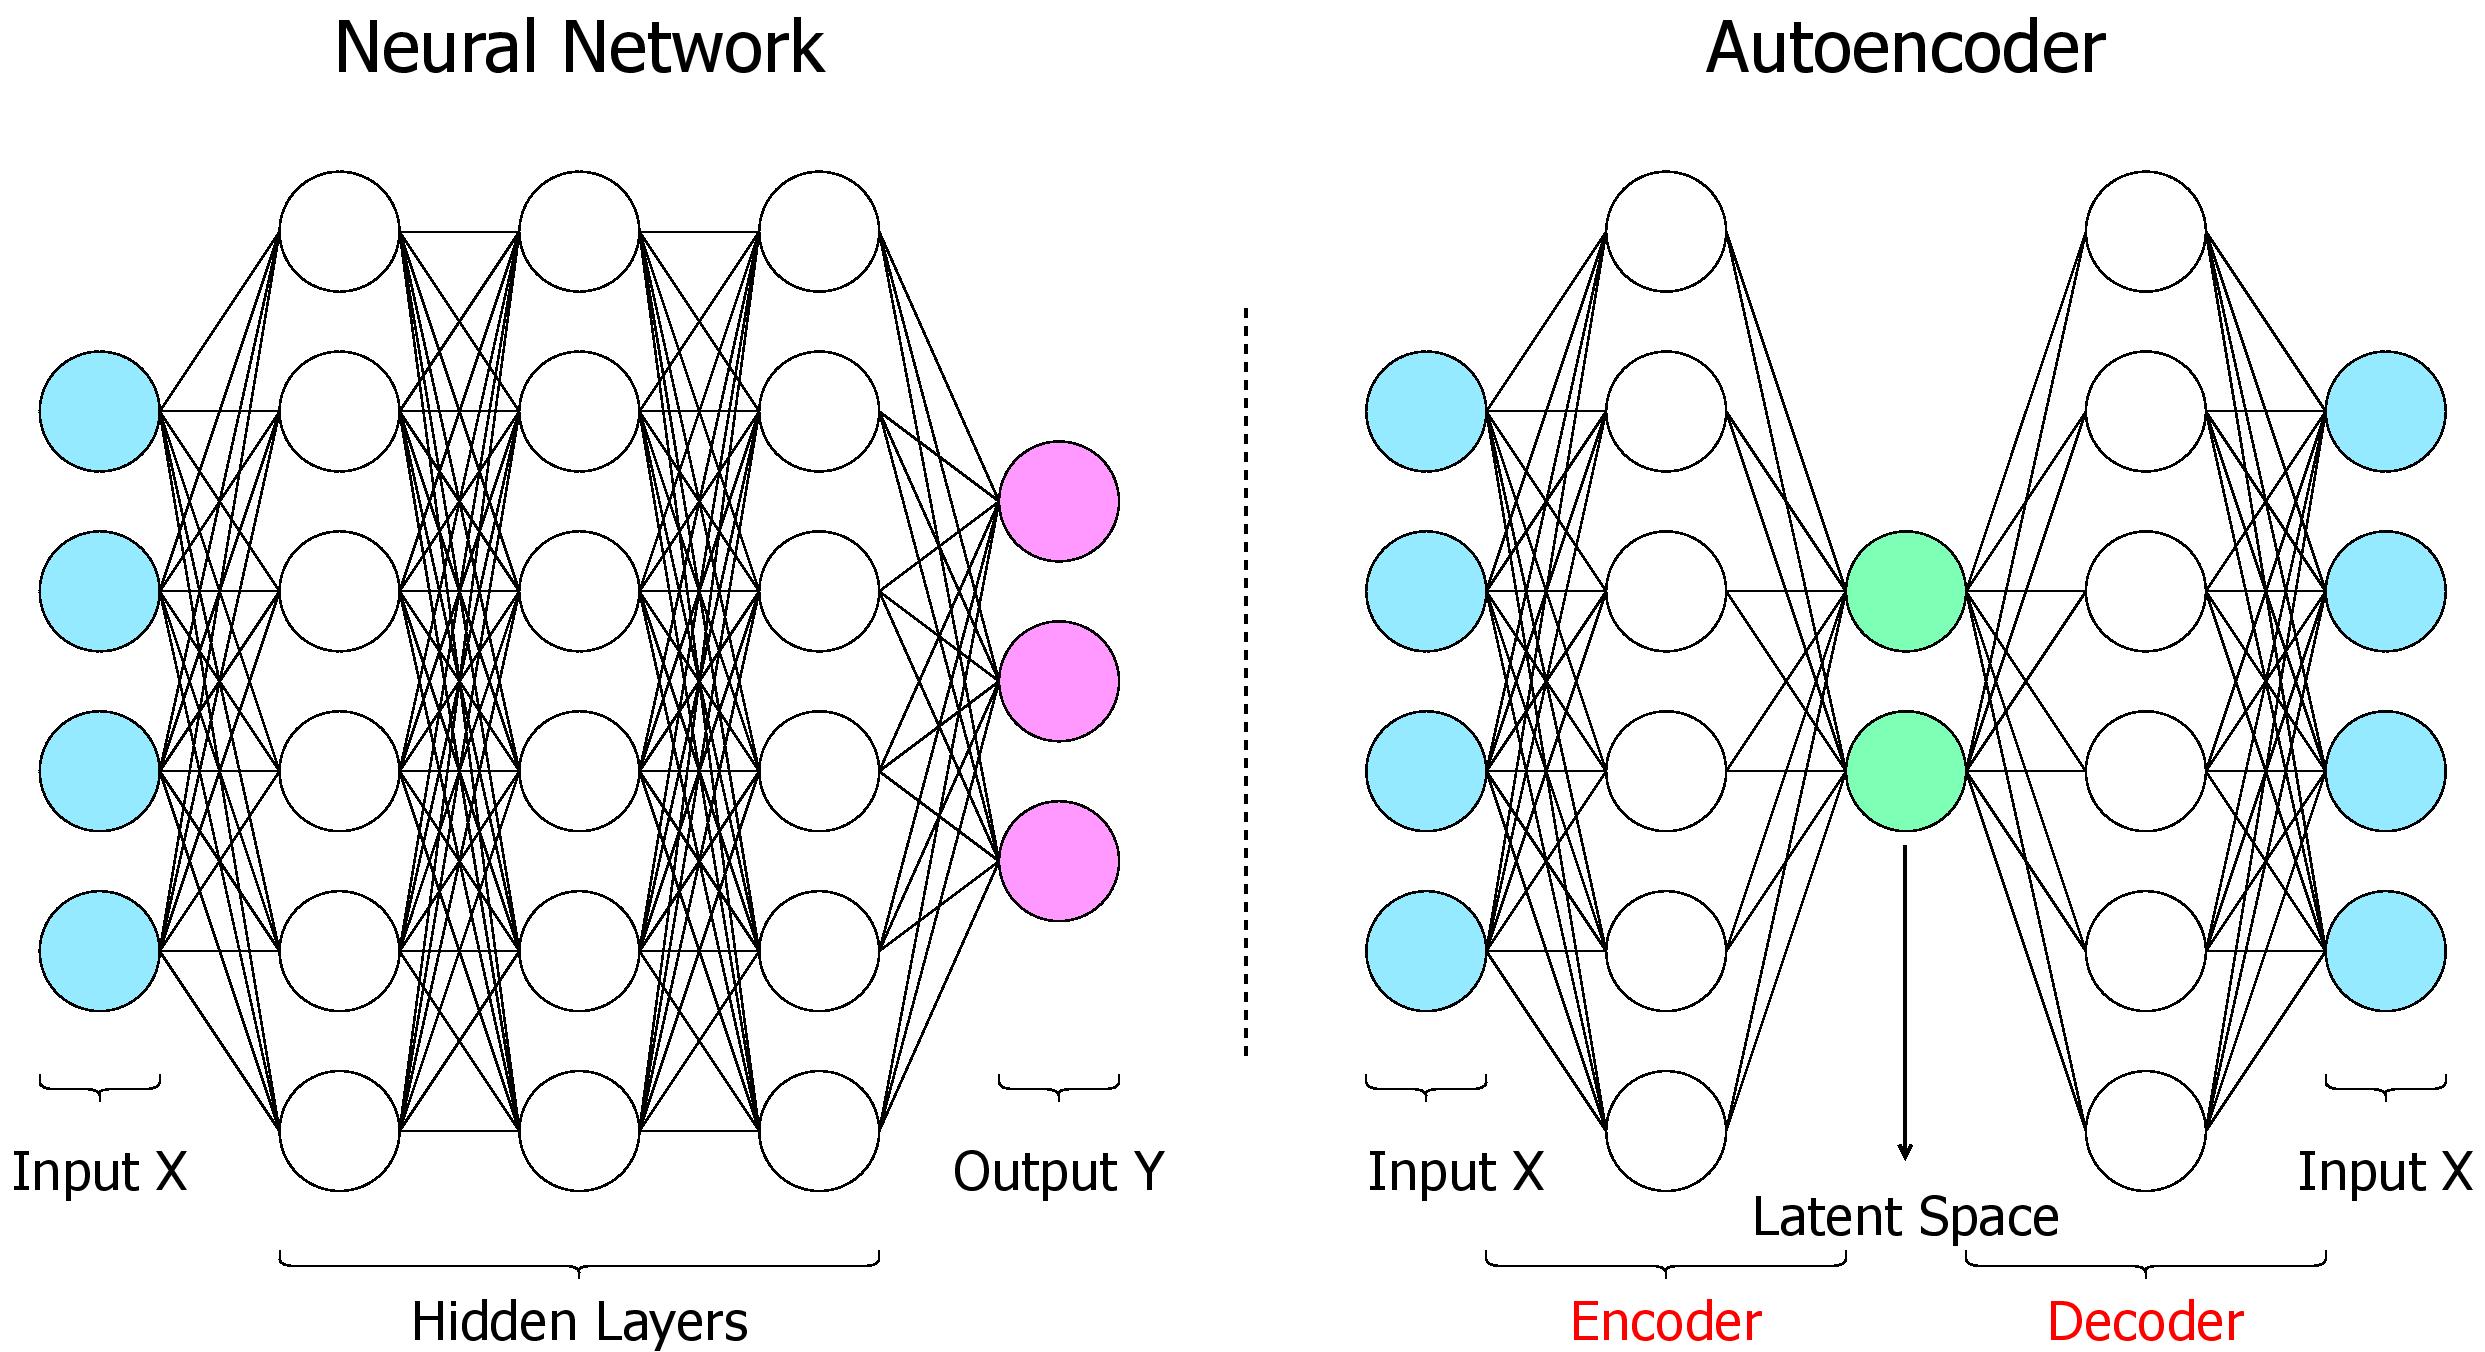 Neural Network
Autoencoder
Input X
Output Y
Hidden Layers
Input X
Latent Space
Input X
Encoder
Decoder